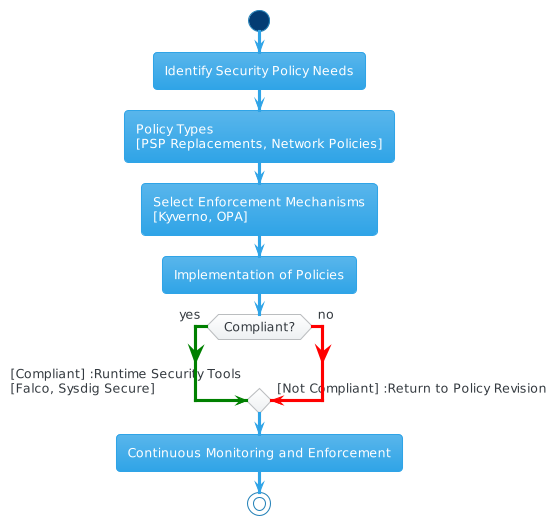 Identify Security Policy Needs
Policy Types
[PSP Replacements, Network Policies]
Select Enforcement Mechanisms
[Kyverno, OPA]
Implementation of Policies
yes
Compliant?
no
[Compliant] :Runtime Security Tools
[Falco, Sysdig Secure]
[Not Compliant] :Return to Policy Revision
Continuous Monitoring and Enforcement